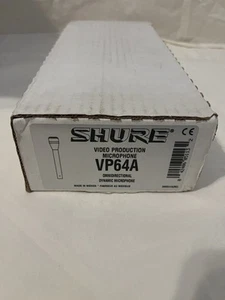 SHURE
CE
VIDEO PRODUCTION
MICROPHONE
VP64A
OMNIDIRECTIONAL
DYNAMIC MICROPHONE